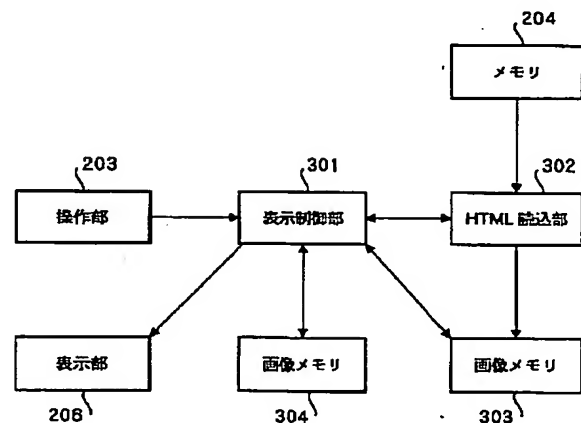 204
メモリ
203
301
302
操作部
表示制御部
HTML 読込部
表示部
画像メモリ
画像メモリ
206
304
303